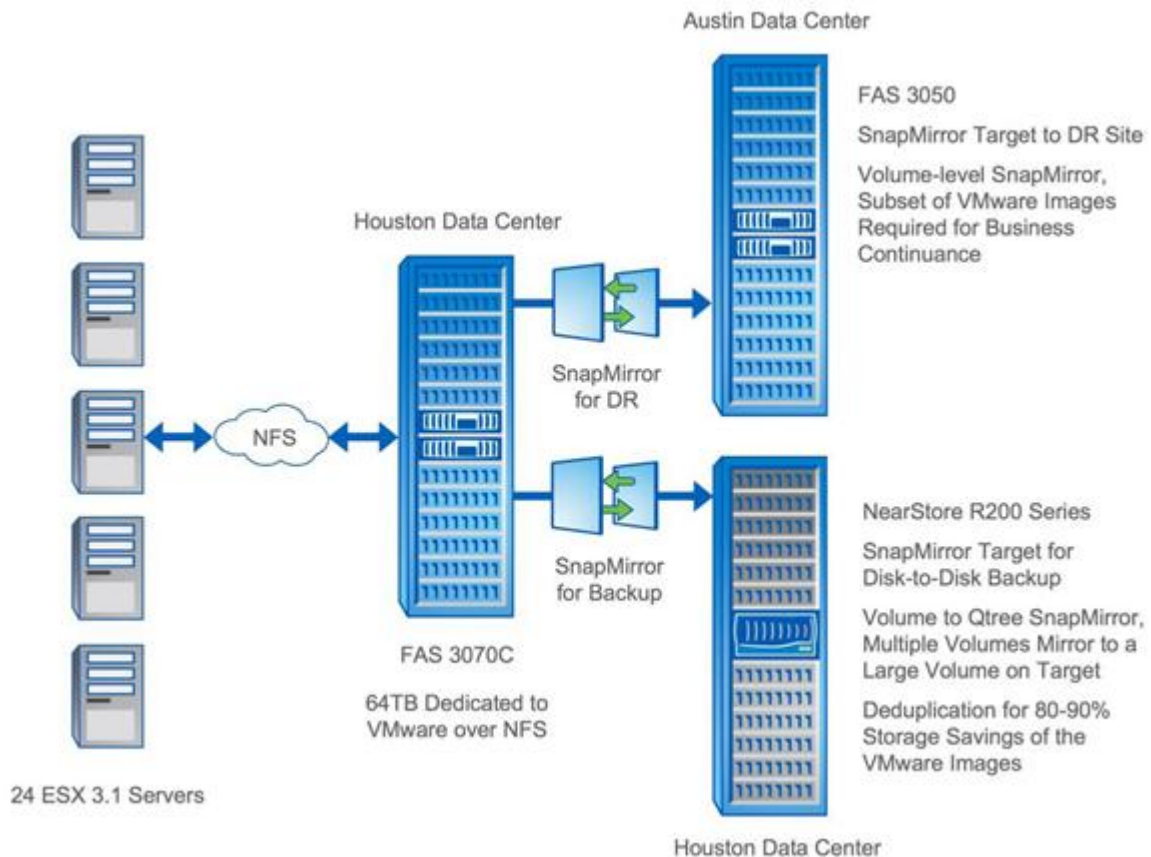 Austin Data Center
FAS 3050
SnapMirror Target to DR Site
Volume-level SnapMirror,
Subset of VMware Images
Required for Business
Continuance
Houston Data Center
SnapMirror
for DR
NFS
SnapMirror
for Backup
FAS 3070C
64TB Dedicated to
VMware over NFS
24 ESX 3.1 Servers
NearStore R200 Series
SnapMirror Target for
Disk-to-Disk Backup
Volume to Qtree SnapMirror,
Multiple Volumes Mirror to a
Large Volume on Target
Deduplication for 80-90%
Storage Savings of the
VMware Images
Houston Data Center